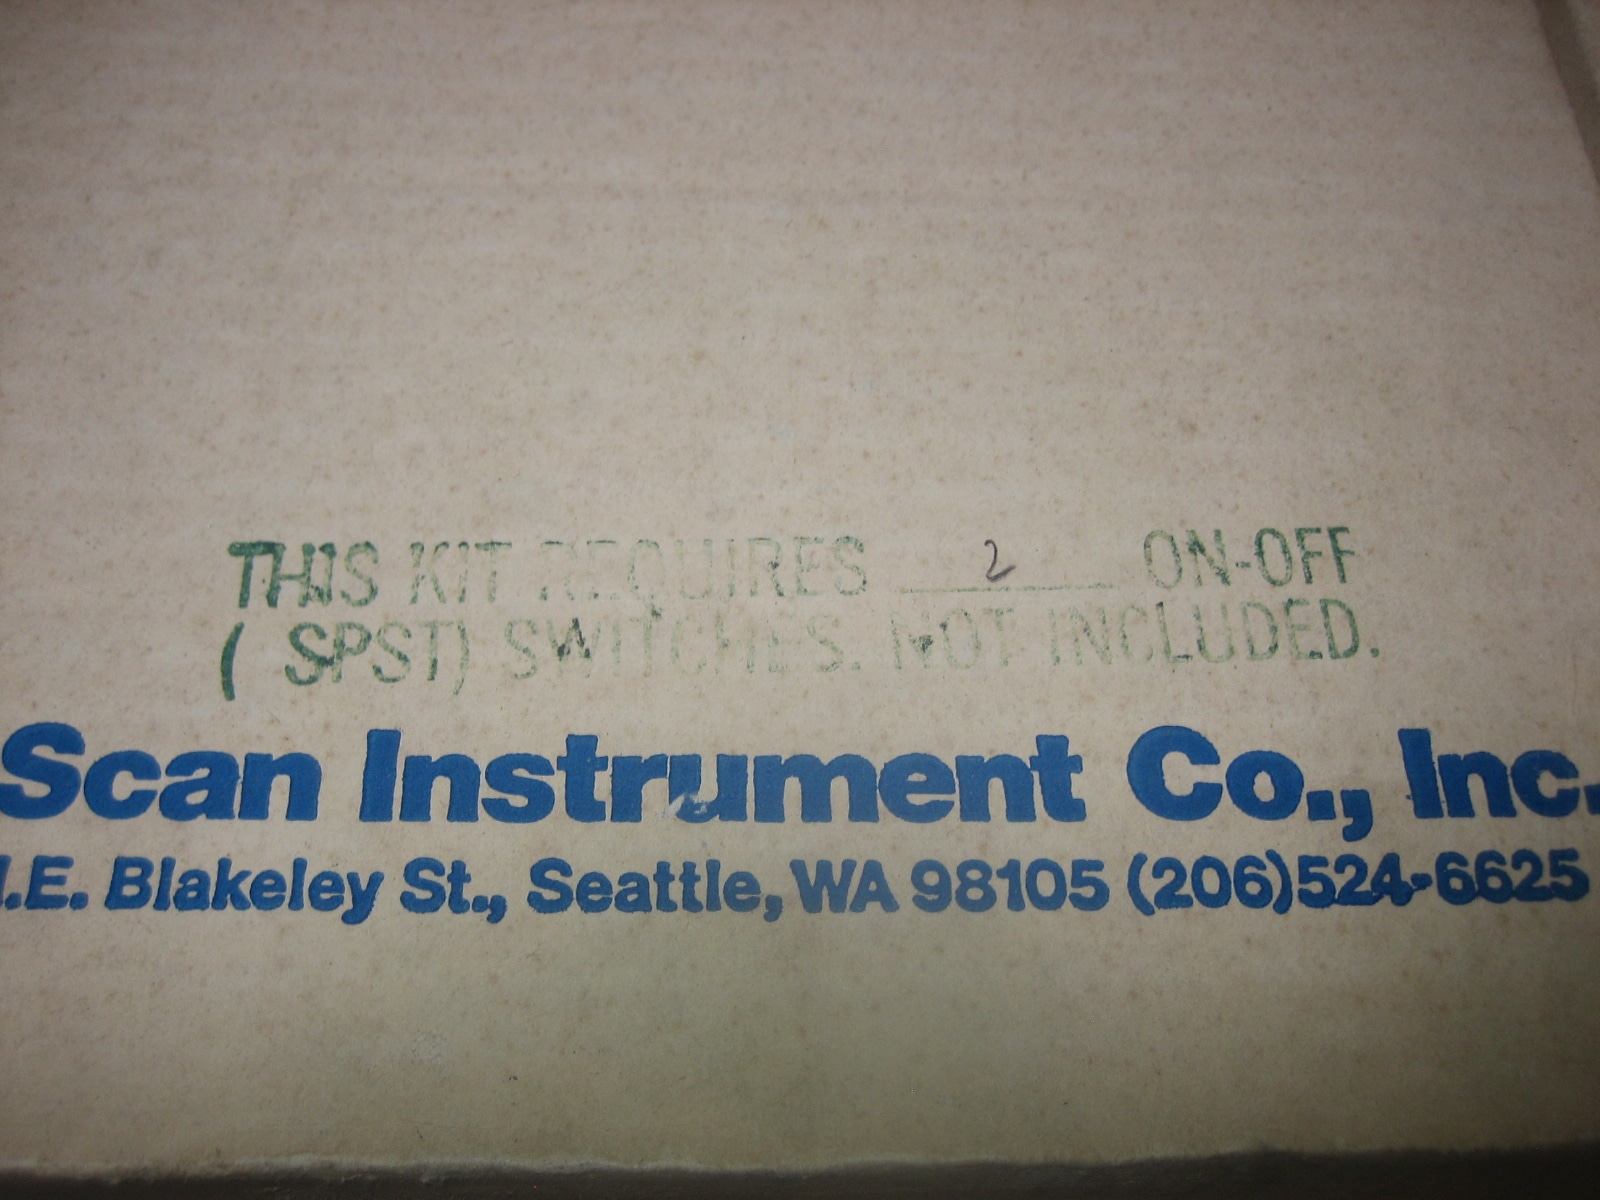 THIS KIT REQUIRES 2 ON-OFF
( SPST) SWITCHES. NOT INCLUDED.
Scan Instrument Co., Inc.
.E. Blakeley St., Seattle, WA 98105 (206)524-6625